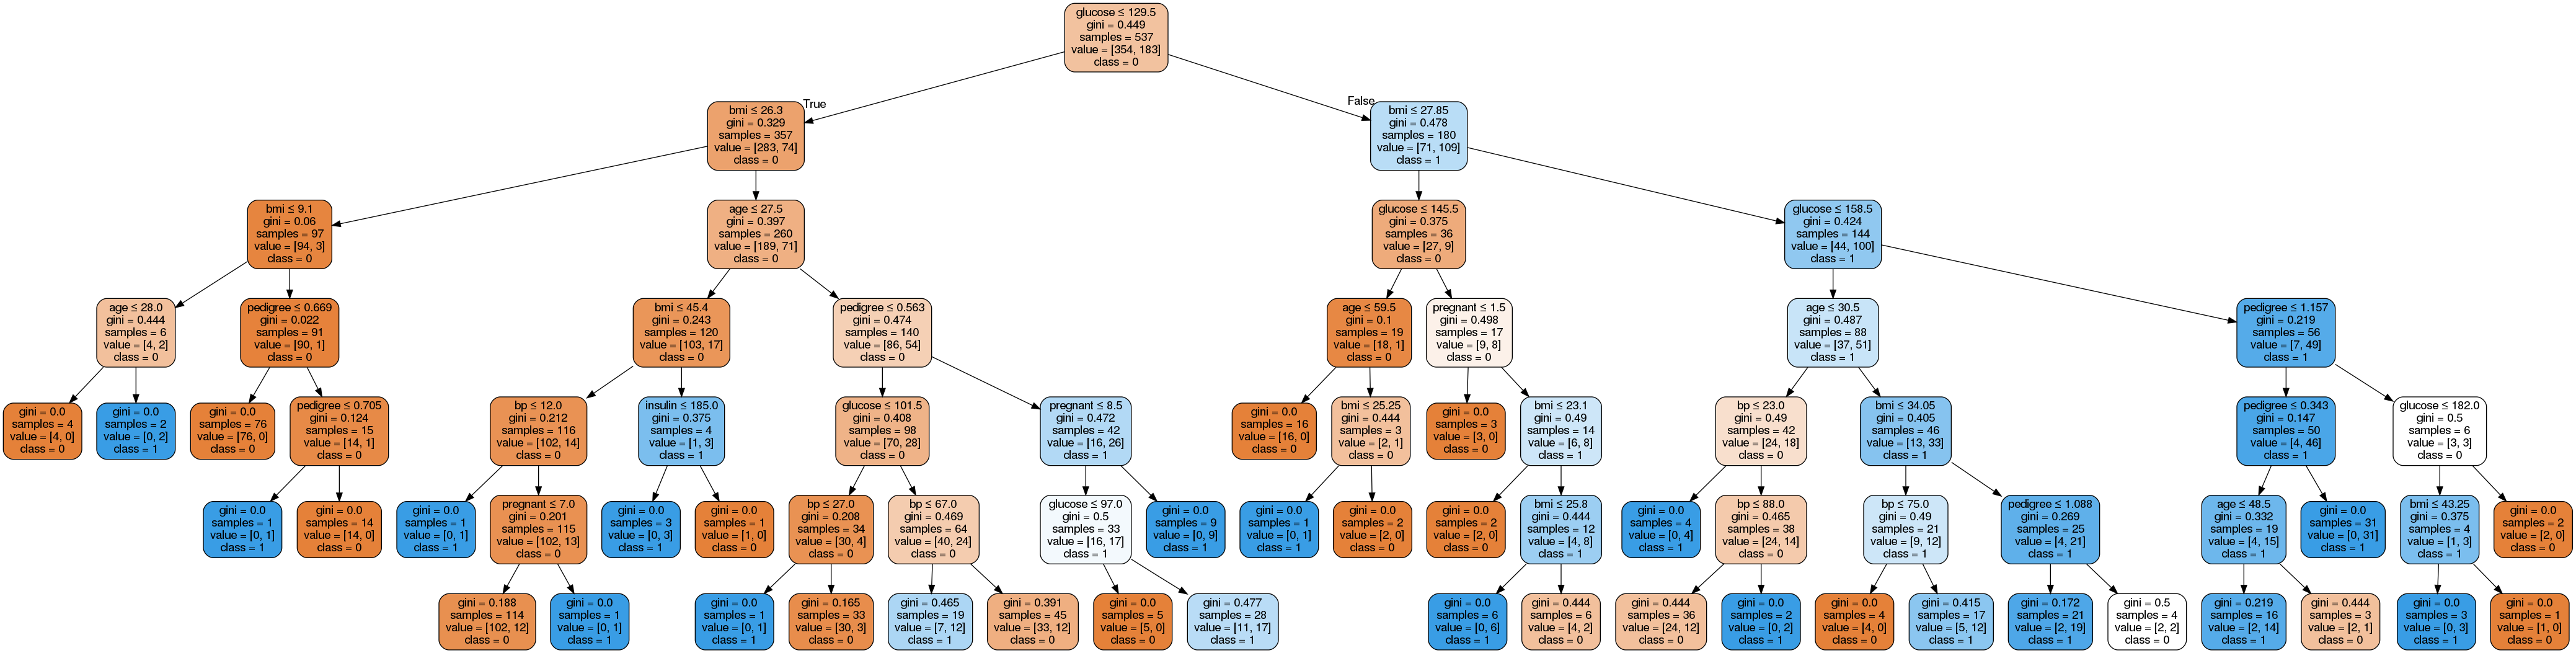 glucose ≤ 129.5
gini = 0.449
samples = 537
value = [354, 183]
class = 0
True
False
bmi ≤ 26.3
gini = 0.329
samples = 357
value = [283, 74]
class = 0
bmi ≤ 27.85
gini = 0.478
samples = 180
value = [71, 109]
class = 1
bmi ≤ 9.1
gini = 0.06
samples = 97
value = [94, 3]
class = 0
age ≤ 27.5
gini = 0.397
samples = 260
value = [189, 71]
class = 0
glucose ≤ 145.5
gini = 0.375
samples = 36
value = [27, 9]
class = 0
glucose ≤ 158.5
gini = 0.424
samples = 144
value = [44, 100]
class = 1
age ≤ 28.0
gini = 0.444
samples = 6
value = [4, 2]
class = 0
pedigree ≤ 0.669
gini = 0.022
samples = 91
value = [90, 1]
class = 0
bmi ≤ 45.4
gini = 0.243
samples = 120
value = [103, 17]
class = 0
pedigree ≤ 0.563
gini = 0.474
samples = 140
value = [86, 54]
class = 0
age ≤ 59.5
gini = 0.1
samples = 19
value = [18, 1]
class = 0
pregnant ≤ 1.5
gini = 0.498
samples = 17
value = [9, 8]
class = 0
age ≤ 30.5
gini = 0.487
samples = 88
value = [37, 51]
class = 1
pedigree ≤ 1.157
gini = 0.219
samples = 56
value = [7, 49]
class = 1
gini = 0.0
samples = 4
value = [4, 0]
class = 0
gini = 0.0
samples = 2
value = [0, 2]
class = 1
gini = 0.0
samples = 76
value = [76, 0]
class = 0
pedigree ≤ 0.705
gini = 0.124
samples = 15
value = [14, 1]
class = 0
bp ≤ 12.0
gini = 0.212
samples = 116
value = [102, 14]
class = 0
insulin ≤ 185.0
gini = 0.375
samples = 4
value = [1, 3]
class = 1
glucose ≤ 101.5
gini = 0.408
samples = 98
value = [70, 28]
class = 0
pregnant ≤ 8.5
gini = 0.472
samples = 42
value = [16, 26]
class = 1
gini = 0.0
samples = 16
value = [16, 0]
class = 0
bmi ≤ 25.25
gini = 0.444
samples = 3
value = [2, 1]
class = 0
gini = 0.0
samples = 3
value = [3, 0]
class = 0
bmi ≤ 23.1
gini = 0.49
samples = 14
value = [6, 8]
class = 1
bp ≤ 23.0
gini = 0.49
samples = 42
value = [24, 18]
class = 0
bmi ≤ 34.05
gini = 0.405
samples = 46
value = [13, 33]
class = 1
pedigree ≤ 0.343
gini = 0.147
samples = 50
value = [4, 46]
class = 1
glucose ≤ 182.0
gini = 0.5
samples = 6
value = [3, 3]
class = 0
gini = 0.0
samples = 1
value = [0, 1]
class = 1
gini = 0.0
samples = 14
value = [14, 0]
class = 0
gini = 0.0
samples = 1
value = [0, 1]
class = 1
pregnant ≤ 7.0
gini = 0.201
samples = 115
value = [102, 13]
class = 0
gini = 0.0
samples = 3
value = [0, 3]
class = 1
gini = 0.0
samples = 1
value = [1, 0]
class = 0
bp ≤ 27.0
gini = 0.208
samples = 34
value = [30, 4]
class = 0
bp ≤ 67.0
gini = 0.469
samples = 64
value = [40, 24]
class = 0
glucose ≤ 97.0
gini = 0.5
samples = 33
value = [16, 17]
class = 1
gini = 0.0
samples = 9
value = [0, 9]
class = 1
gini = 0.0
samples = 1
value = [0, 1]
class = 1
gini = 0.0
samples = 2
value = [2, 0]
class = 0
gini = 0.0
samples = 2
value = [2, 0]
class = 0
bmi ≤ 25.8
gini = 0.444
samples = 12
value = [4, 8]
class = 1
gini = 0.0
samples = 4
value = [0, 4]
class = 1
bp ≤ 88.0
gini = 0.465
samples = 38
value = [24, 14]
class = 0
bp ≤ 75.0
gini = 0.49
samples = 21
value = [9, 12]
class = 1
pedigree ≤ 1.088
gini = 0.269
samples = 25
value = [4, 21]
class = 1
age ≤ 48.5
gini = 0.332
samples = 19
value = [4, 15]
class = 1
gini = 0.0
samples = 31
value = [0, 31]
class = 1
bmi ≤ 43.25
gini = 0.375
samples = 4
value = [1, 3]
class = 1
gini = 0.0
samples = 2
value = [2, 0]
class = 0
gini = 0.188
samples = 114
value = [102, 12]
class = 0
gini = 0.0
samples = 1
value = [0, 1]
class = 1
gini = 0.0
samples = 1
value = [0, 1]
class = 1
gini = 0.165
samples = 33
value = [30, 3]
class = 0
gini = 0.465
samples = 19
value = [7, 12]
class = 1
gini = 0.391
samples = 45
value = [33, 12]
class = 0
gini = 0.0
samples = 5
value = [5, 0]
class = 0
gini = 0.477
samples = 28
value = [11, 17]
class = 1
gini = 0.0
samples = 6
value = [0, 6]
class = 1
gini = 0.444
samples = 6
value = [4, 2]
class = 0
gini = 0.444
samples = 36
value = [24, 12]
class = 0
gini = 0.0
samples = 2
value = [0, 2]
class = 1
gini = 0.0
samples = 4
value = [4, 0]
class = 0
gini = 0.415
samples = 17
value = [5, 12]
class = 1
gini = 0.172
samples = 21
value = [2, 19]
class = 1
gini = 0.5
samples = 4
value = [2, 2]
class = 0
gini = 0.219
samples = 16
value = [2, 14]
class = 1
gini = 0.444
samples = 3
value = [2, 1]
class = 0
gini = 0.0
samples = 3
value = [0, 3]
class = 1
gini = 0.0
samples = 1
value = [1, 0]
class = 0